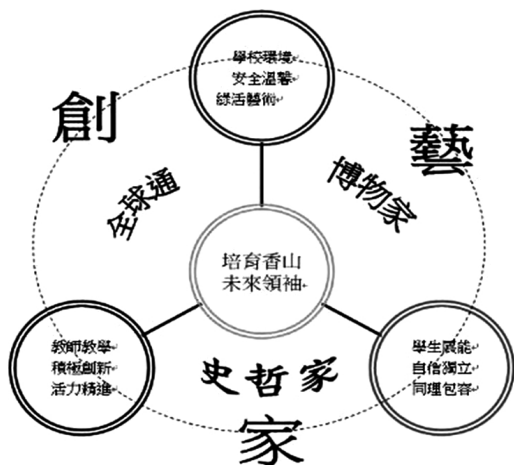 學校環境
安全溫馨
綠活藝術
創
藝
全球通
博物家
培育香山
未來領袖
教師教學
積極創新
活力精進
史哲家
學生展能
自信獨立
同理包容
家